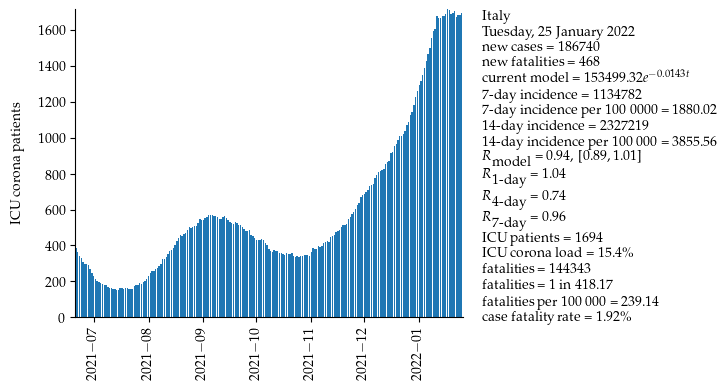 ICU corona patients
1600
1400
1200
1000
800
600
400
200
0
2021−07
2021−08
2021−09
2021−10
2021−11
2021−12
2022−01
Italy
Tuesday, 25 January 2022
new cases = 186740
new fatalities = 468
current model = 153499.32e^−0.0143t
7-day incidence = 1134782
7-day incidence per 100 0000 = 1880.02
14-day incidence = 2327219
14-day incidence per 100 000 = 3855.56
Rmodel = 0.94, [0.89, 1.01]
R1-day = 1.04
R4-day = 0.74
R7-day = 0.96
ICU patients = 1694
ICU corona load = 15.4%
fatalities = 144343
fatalities = 1 in 418.17
fatalities per 100 000 = 239.14
case fatality rate = 1.92%